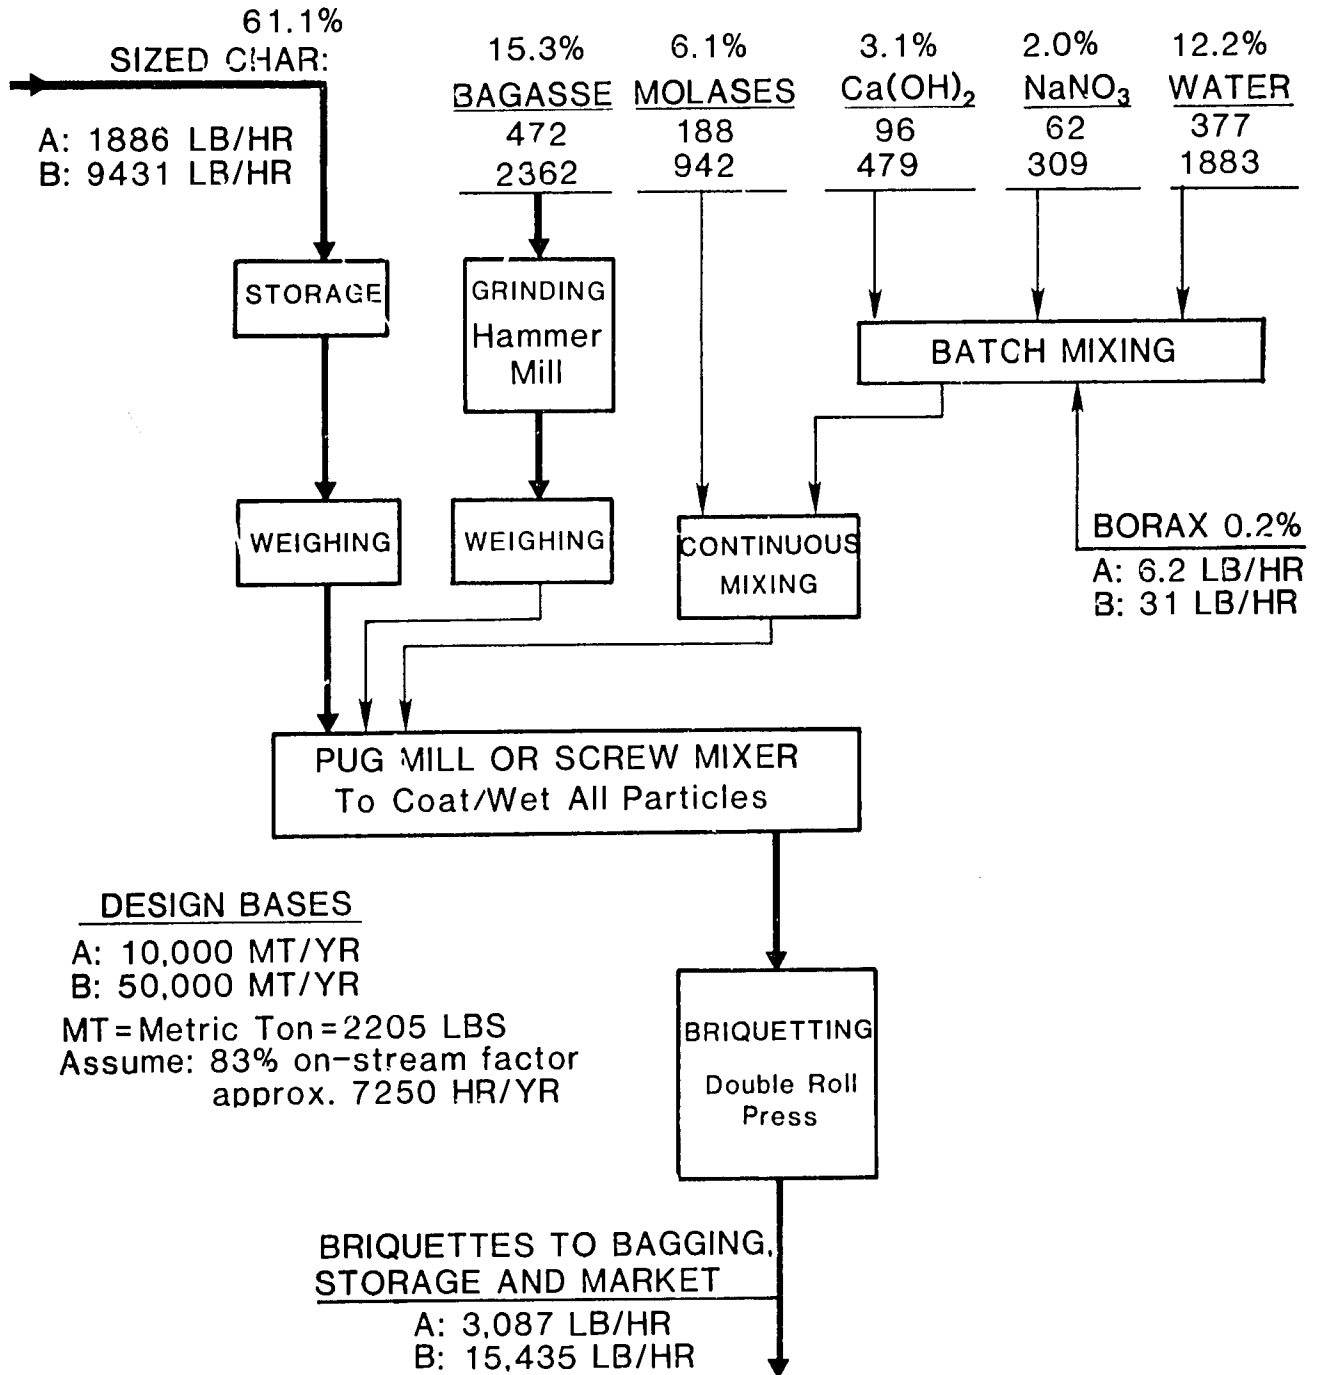 61.1%
SIZED CHAR:
A: 1886 LB/HR
B: 9431 LB/HR
15.3%
BAGASSE
472
2362
6.1%
MOLASES
188
942
3.1%
Ca(OH)₂
96
479
2.0%
NaNO₃
62
309
12.2%
WATER
377
1883
STORAGE
GRINDING
Hammer
Mill
BATCH MIXING
WEIGHING
WEIGHING
CONTINUOUS
MIXING
BORAX 0.2%
A: 6.2 LB/HR
B: 31 LB/HR
PUG MILL OR SCREW MIXER
To Coat/Wet All Particles
DESIGN BASES
A: 10,000 MT/YR
B: 50,000 MT/YR
MT=Metric Ton=2205 LBS
Assume: 83% on-stream factor
approx. 7250 HR/YR
BRIQUETTING
Double Roll
Press
BRIQUETTES TO BAGGING,
STORAGE AND MARKET
A: 3,087 LB/HR
B: 15,435 LB/HR